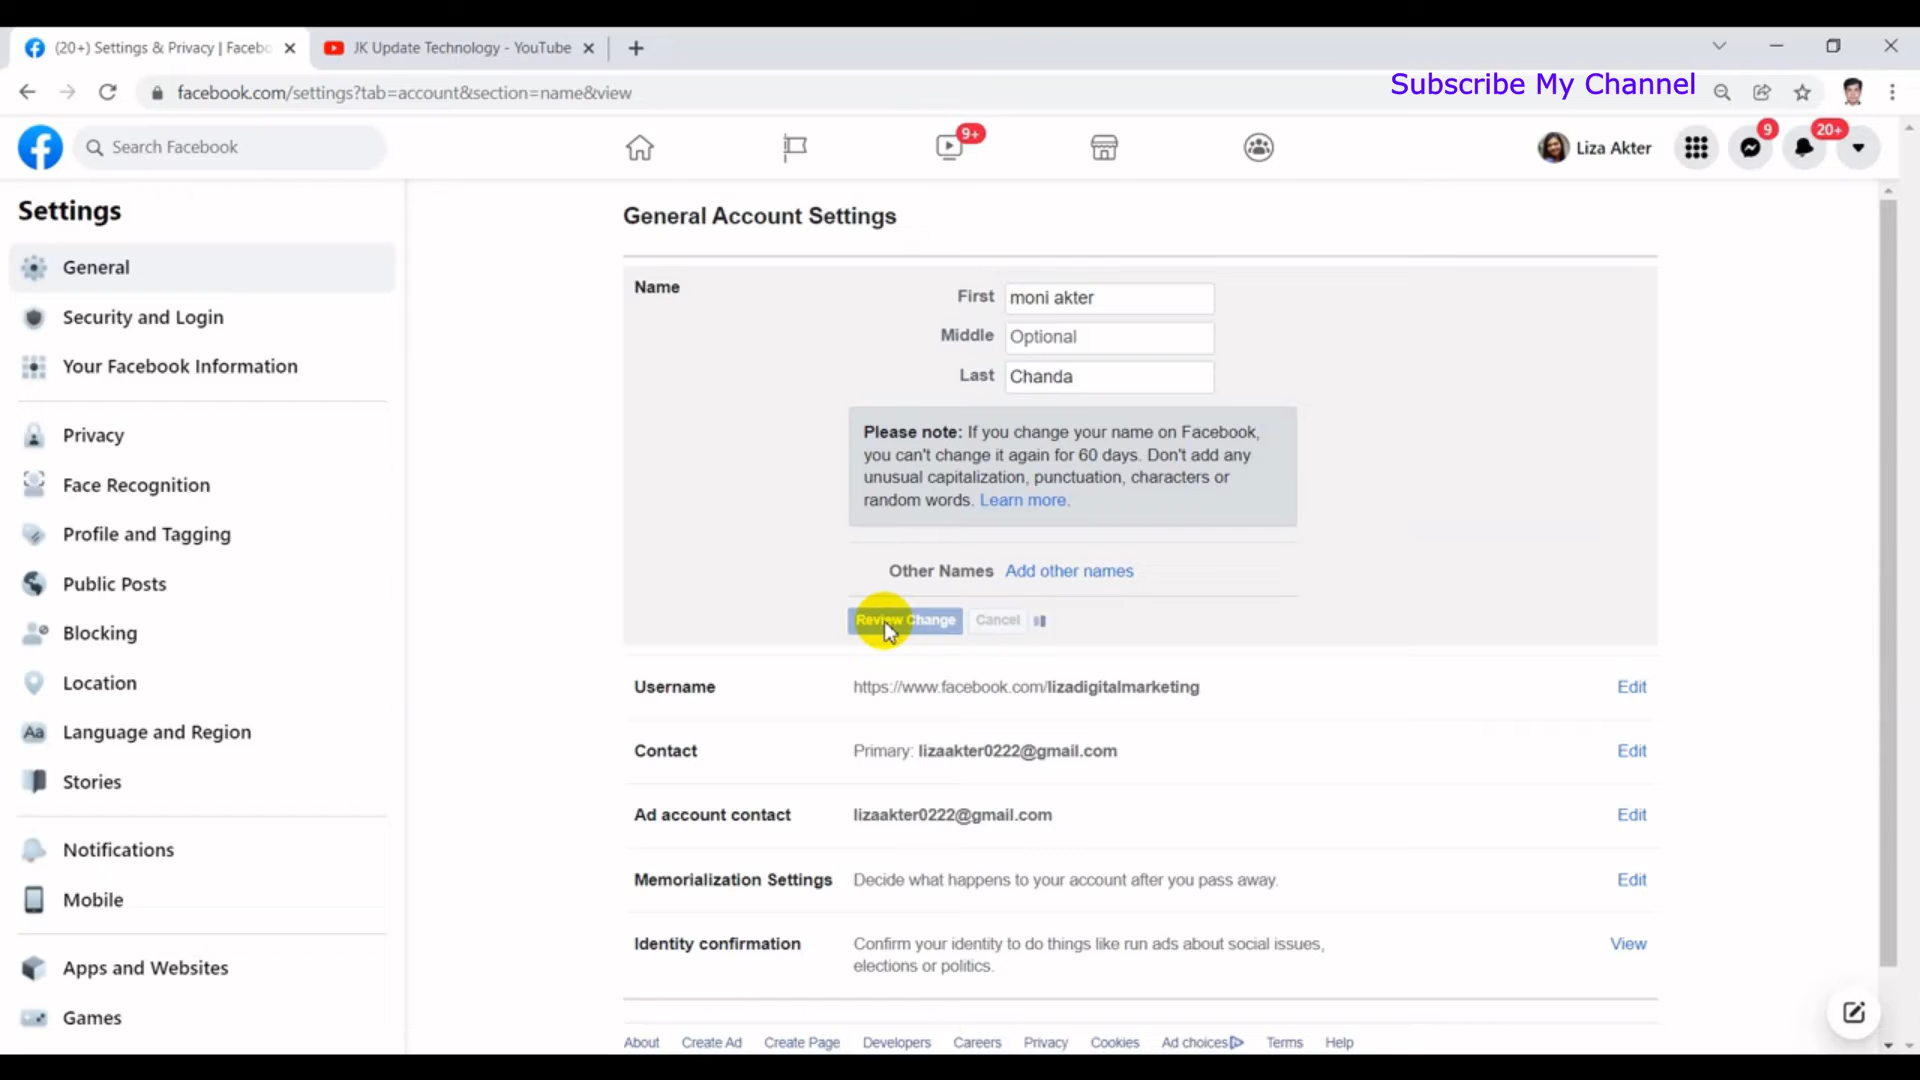 (20+) Settings & Privacy | Facebo
JK Update Technology - YouTube
facebook.com/settings?tab=account&section=name&view
Subscribe My Channel
Search Facebook
9+
Liza Akter
9
20+
Settings
General
Security and Login
Your Facebook Information
Privacy
Face Recognition
Profile and Tagging
Public Posts
Blocking
Location
Aa
Language and Region
Stories
Notifications
Mobile
Apps and Websites
Games
General Account Settings
Name
First moni akter
Middle Optional
Last Chanda
Please note: If you change your name on Facebook,
you can't change it again for 60 days. Don't add any
unusual capitalization, punctuation, characters or
random words. Learn more.
Other Names Add other names
Review Change Cancel
Username https://www.facebook.com/lizadigitalmarketing Edit
Contact Primary: lizaakter0222@gmail.com Edit
Ad account contact lizaakter0222@gmail.com Edit
Memorialization Settings Decide what happens to your account after you pass away. Edit
Identity confirmation Confirm your identity to do things like run ads about social issues, View
elections or politics.
About Create Ad Create Page Developers Careers Privacy Cookies Ad choices Terms Help